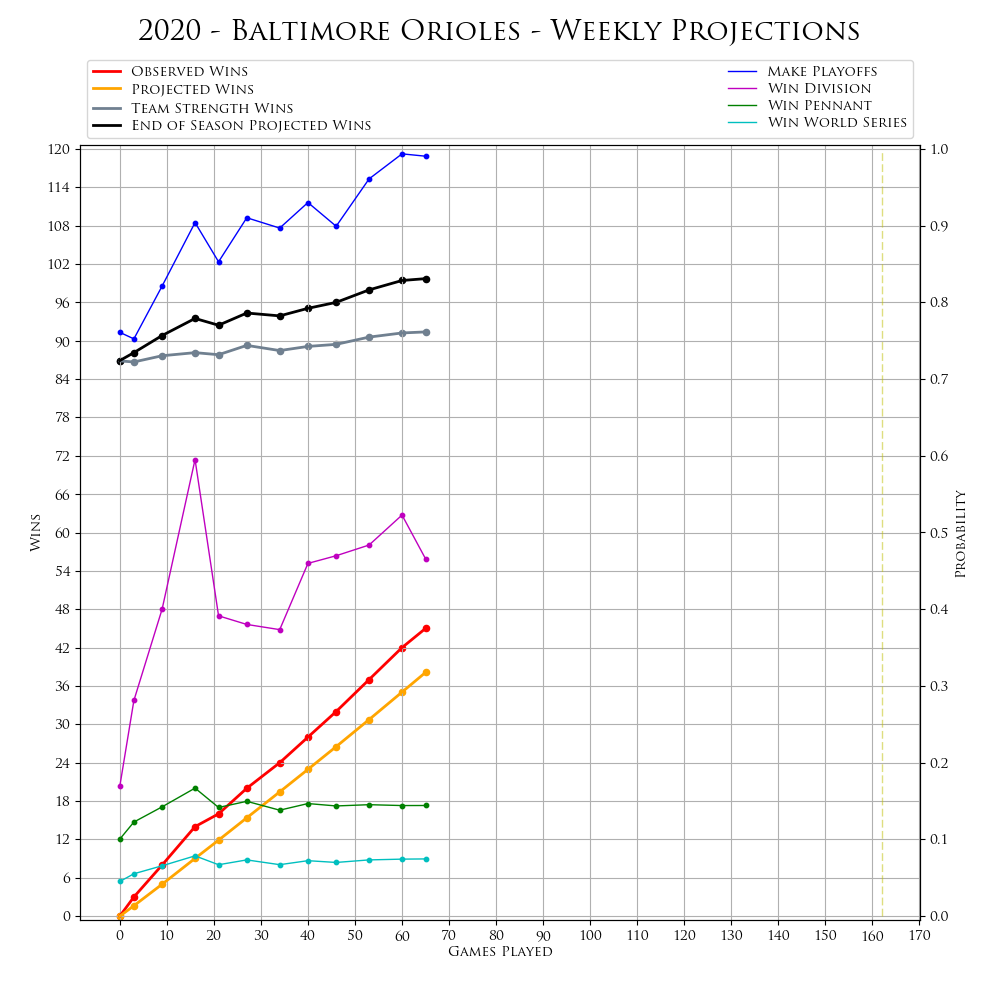 2020 - Baltimore Orioles - Weekly Projections
Observed Wins
Projected Wins
Team Strength Wins
End of Season Projected Wins
Make Playoffs
Win Division
Win Pennant
Win World Series
120
114
108
102
96
90
84
78
72
66
60
54
48
42
36
30
24
18
12
6
0
Wins
1.0
0.9
0.8
0.7
0.6
0.5
0.4
0.3
0.2
0.1
0.0
Probability
0 10 20 30 40 50 60 70 80 90 100 110 120 130 140 150 160 170
Games Played